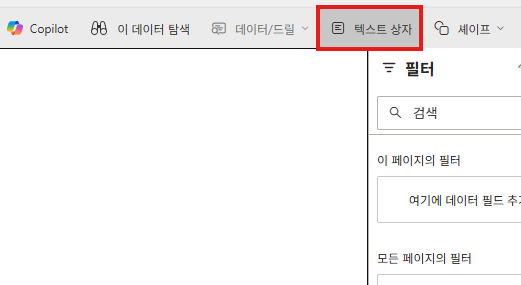 Copilot 이 데이터 탐색 데이터/드릴 텍스트 상자 셰이프
필터
검색
이 페이지의 필터
여기에 데이터 필드 추가
모든 페이지의 필터